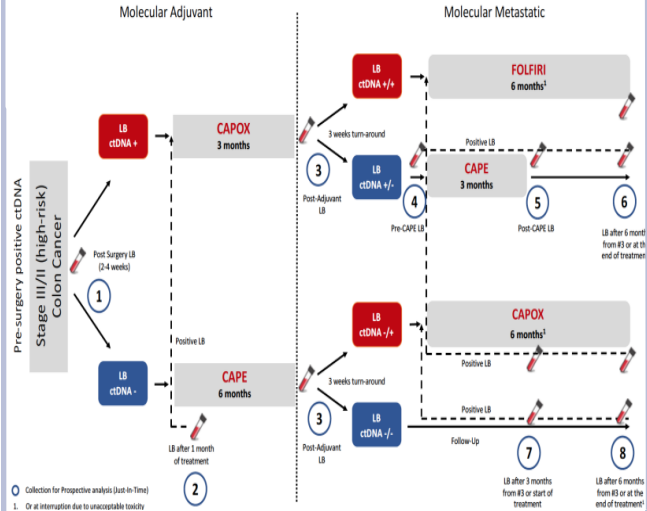 Molecular Adjuvant
Molecular Metastatic
Pre-surgery positive ctDNA
Stage III/II (high-risk)
Colon Cancer
LB
ctDNA +
CAPOX
3 months
Post Surgery LB
(2-4 weeks)
1
Positive LB
LB
ctDNA -
CAPE
6 months
LB after 1 month
of treatment
2
LB
ctDNA +/+
FOLFIRI
6 months¹
3 weeks turn-around
3
Post-Adjuvant
LB
LB
ctDNA +/-
Positive LB
CAPE
3 months
4
Pre-CAPE LB
5
Post-CAPE LB
6
LB after 6 mont
from #3 or at th
end of treatmen
LB
ctDNA -/+
CAPOX
6 months³
Positive LB
3 weeks turn-around
3
Post-Adjuvant
LB
LB
ctDNA -/-
Positive LB
Follow-Up
7
LB after 3 months
from #3 or start of
treatment
8
LB after 6 months
from #3 or at the
end of treatment¹
Collection for Prospective analysis (Just-In-Time)
1. Or at interruption due to unacceptable toxicity